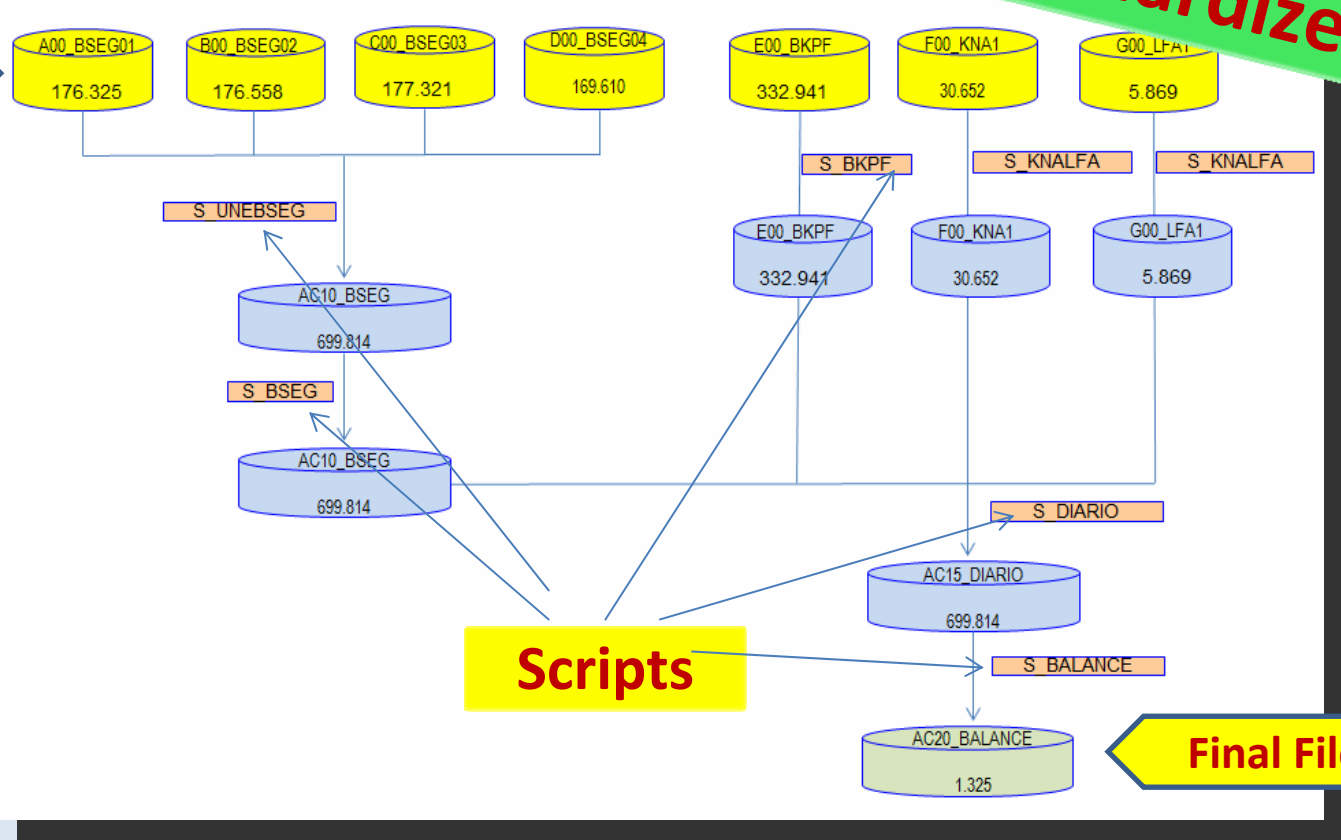 A00_BSEG01
176.325
B00_BSEG02
176.558
C00_BSEG03
177.321
D00_BSEG04
169.610
E00_BKPF
332.941
F00_KNA1
30.652
G00_LFA1
5.869
S_BKPF
S_KNALFA
S_KNALFA
S_UNEBSEG
E00_BKPF
332.941
F00_KNA1
30.652
G00_LFA1
5.869
AC10_BSEG
699.814
S_BSEG
AC10_BSEG
699.814
S_DIARIO
AC15_DIARIO
699.814
Scripts
S_BALANCE
AC20_BALANCE
1.325
Final